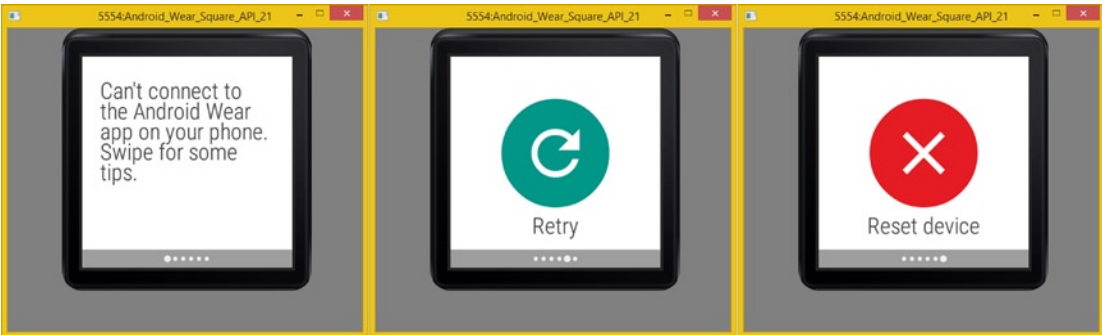 5554:Android_Wear_Square_API_21
Can't connect to
the Android Wear
app on your phone.
Swipe for some
tips.
5554:Android_Wear_Square_API_21
Retry
5554:Android_Wear_Square_API_21
Reset device